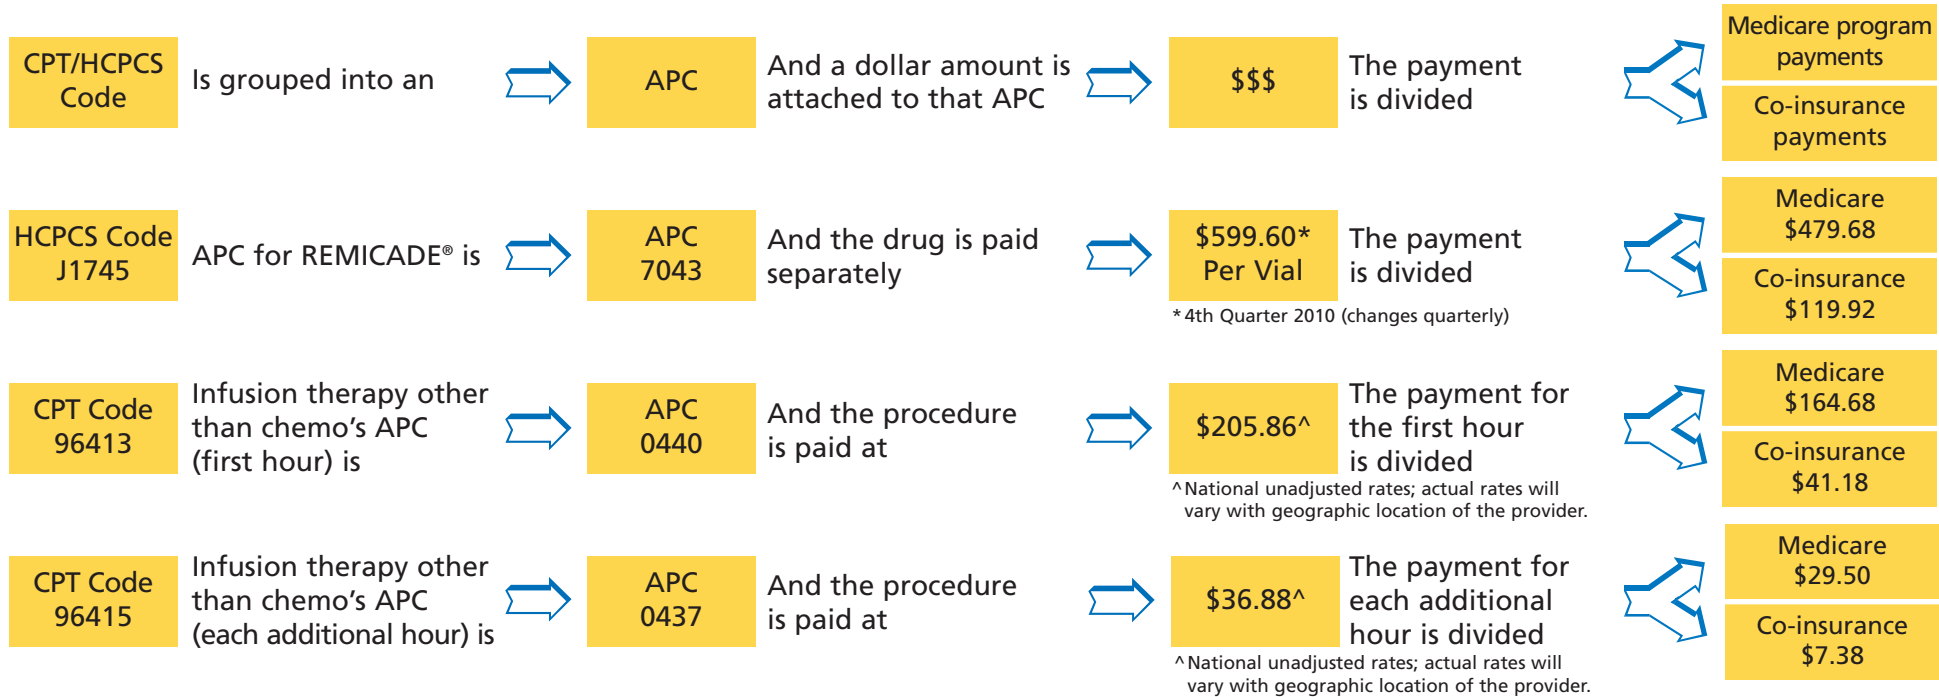 CPT/HCPCS
Code
Is grouped into an
APC
And a dollar amount is
attached to that APC
$$$
The payment
is divided
Medicare program
payments
Co-insurance
payments
HCPCS Code
J1745
APC for REMICADE® is
APC
7043
And the drug is paid
separately
$599.60*
Per Vial
* 4th Quarter 2010 (changes quarterly)
The payment
is divided
Medicare
$479.68
Co-insurance
$119.92
CPT Code
96413
Infusion therapy other
than chemo’s APC
(first hour) is
APC
0440
And the procedure
is paid at
$205.86^
The payment for
the first hour
is divided
^ National unadjusted rates; actual rates will
vary with geographic location of the provider.
Medicare
$164.68
Co-insurance
$41.18
CPT Code
96415
Infusion therapy other
than chemo’s APC
(each additional hour) is
APC
0437
And the procedure
is paid at
$36.88^
The payment for
each additional
hour is divided
^ National unadjusted rates; actual rates will
vary with geographic location of the provider.
Medicare
$29.50
Co-insurance
$7.38